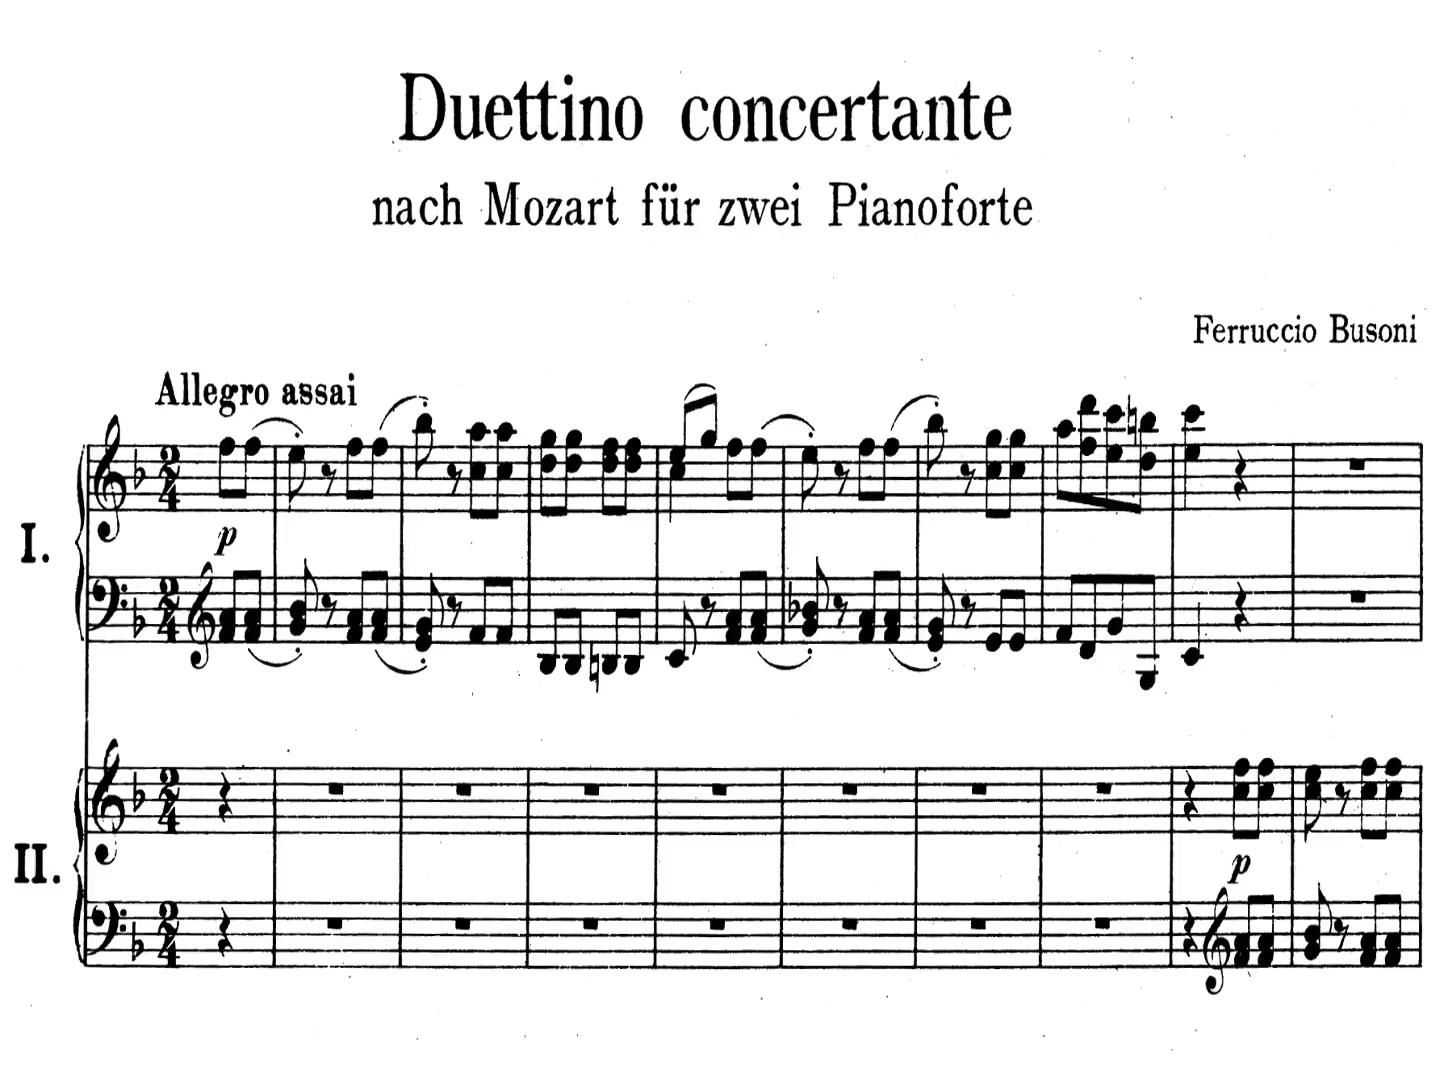 Duettino concertante
nach Mozart für zwei Pianoforte
Ferruccio Busoni
Allegro assai
I.
p
II.
p